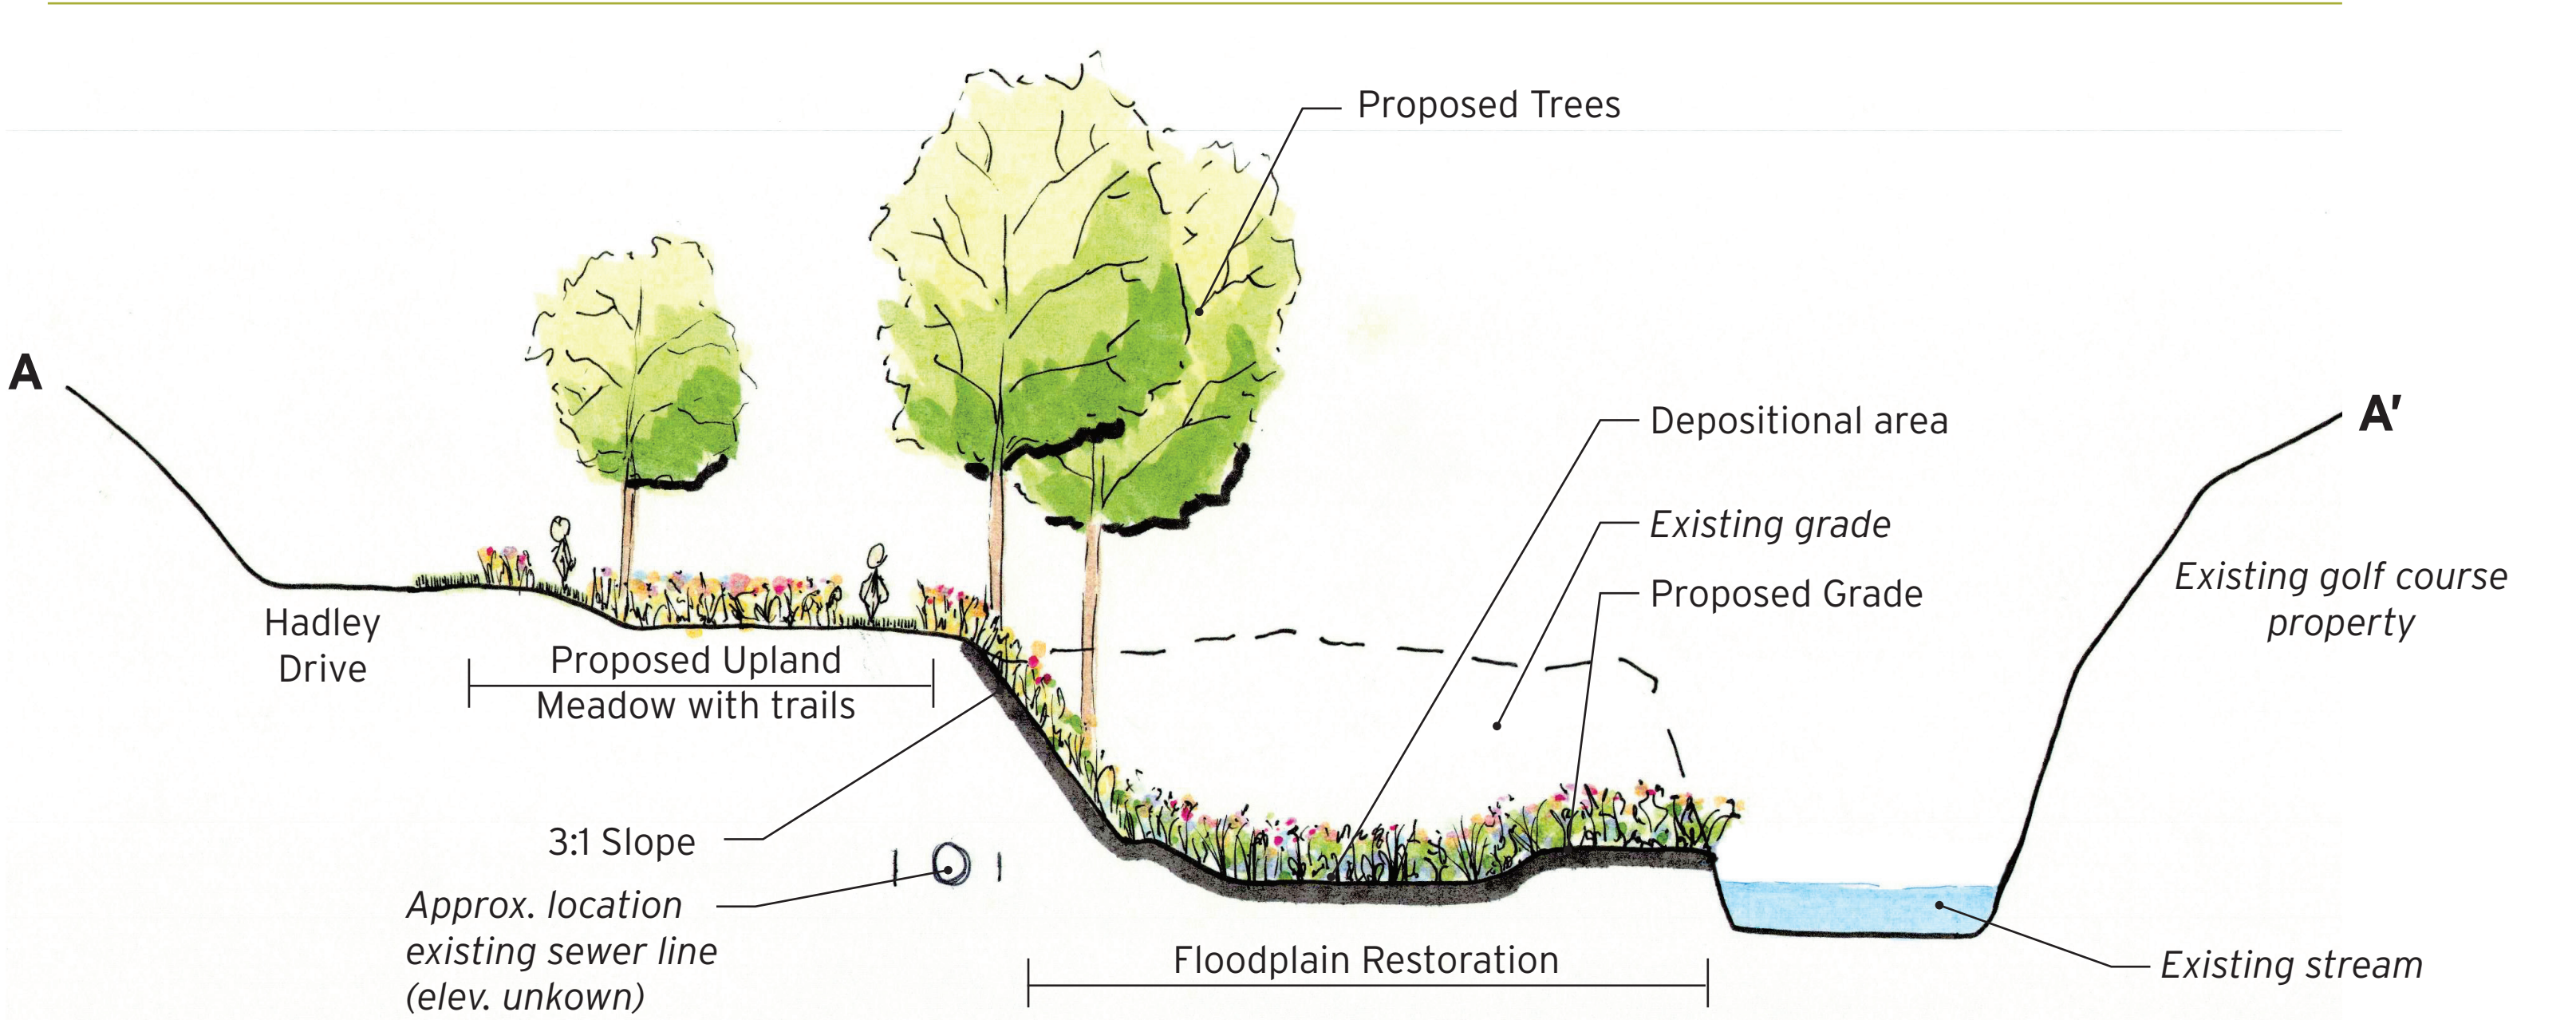 Proposed Trees
A
A′
Depositional area
Existing grade
Proposed Grade
Existing golf course
property
Hadley
Drive
Proposed Upland
Meadow with trails
3:1 Slope
Approx. location
existing sewer line
(elev. unkown)
Floodplain Restoration
Existing stream